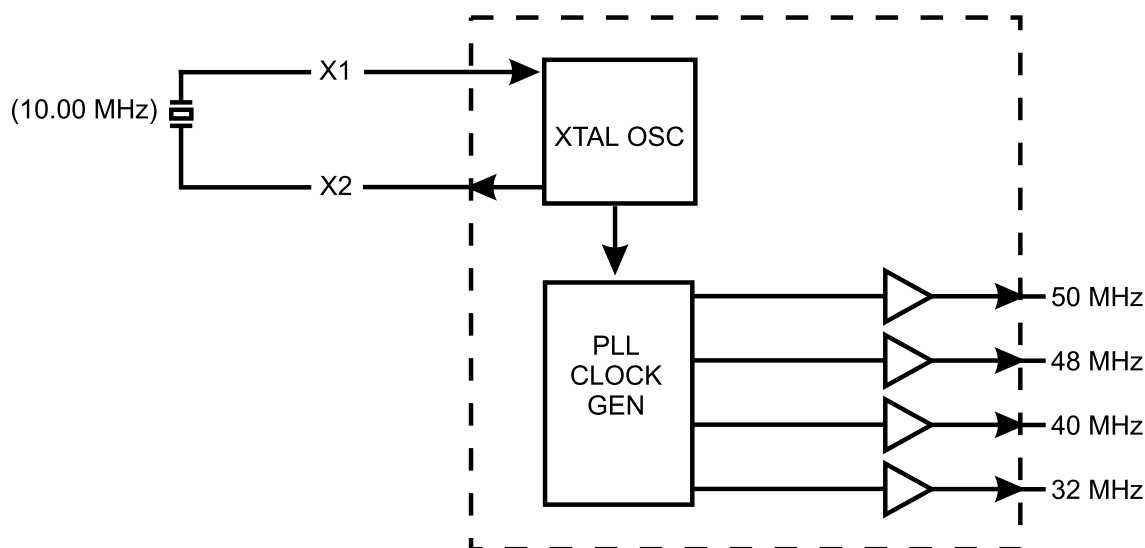 X1
(10.00 MHz)
XTAL OSC
X2
50 MHz
PLL
CLOCK
GEN
48 MHz
40 MHz
32 MHz